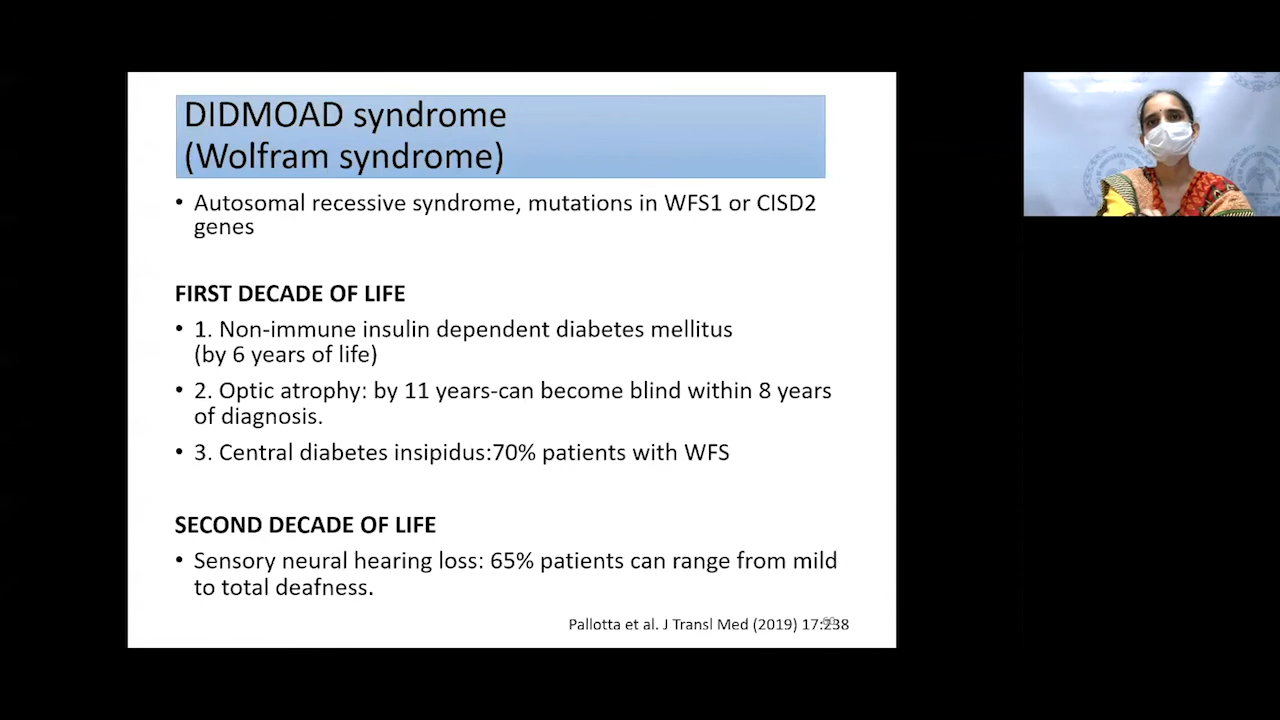 DIDMOAD syndrome
(Wolfram syndrome)
• Autosomal recessive syndrome, mutations in WFS1 or CISD2
genes
FIRST DECADE OF LIFE
• 1. Non-immune insulin dependent diabetes mellitus
(by 6 years of life)
• 2. Optic atrophy: by 11 years-can become blind within 8 years
of diagnosis.
• 3. Central diabetes insipidus:70% patients with WFS
SECOND DECADE OF LIFE
• Sensory neural hearing loss: 65% patients can range from mild
to total deafness.
Pallotta et al. J Transl Med (2019) 17:238